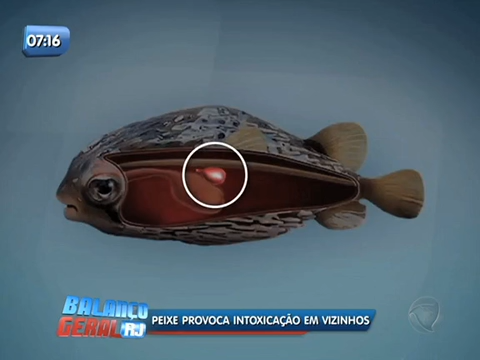 07:16
BALANÇO
GERAL RJ
PEIXE PROVOCA INTOXICAÇÃO EM VIZINHOS